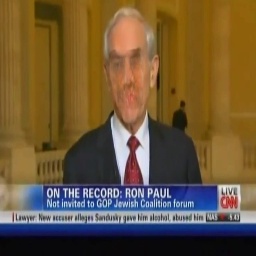 ON THE RECORD: RON PAUL
Not invited to GOP Jewish Coalition forum
LIVE
CNN
Lawyer: New accuser alleges Sandusky gave him alcohol, abused him
NAS